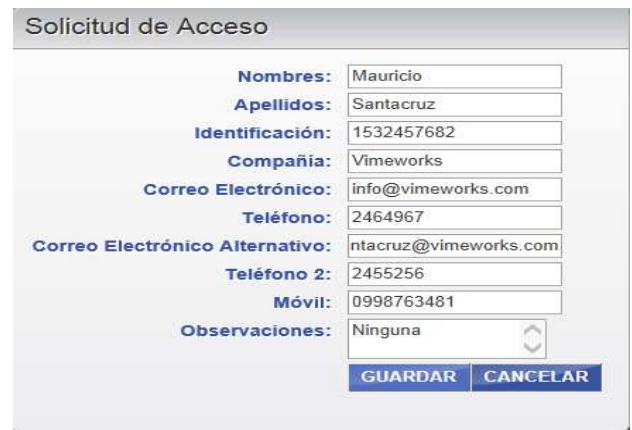 Solicitud de Acceso
Nombres: Mauricio
Apellidos: Santacruz
Identificación: 1532457682
Compañía: Vimeworks
Correo Electrónico: info@vimeworks.com
Teléfono: 2464967
Correo Electrónico Alternativo: ntacruz@vimeworks.com
Teléfono 2: 2455256
Móvil: 0998763481
Observaciones: Ninguna
GUARDAR CANCELAR